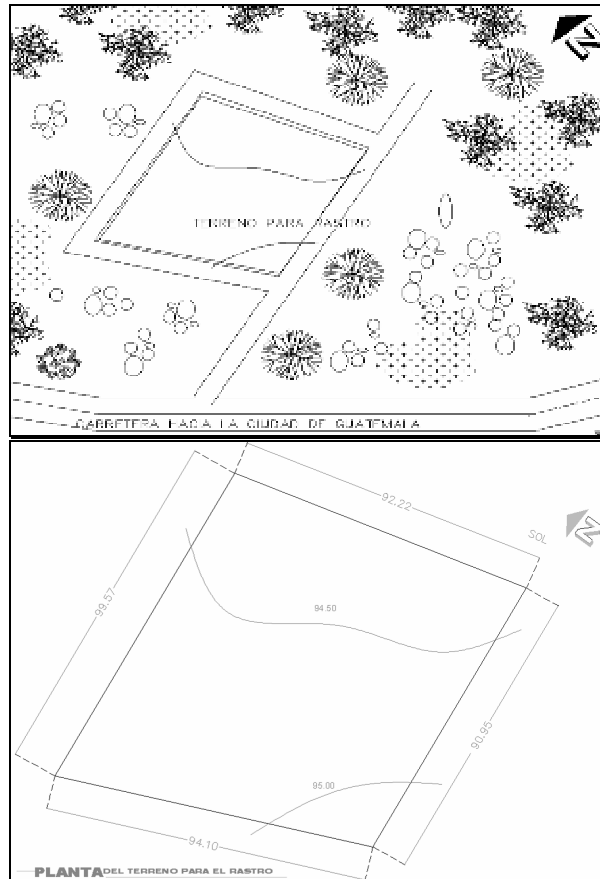 N
TERRENO PARA RASTRO
CARRETERA HACIA LA CIUDAD DE GUATEMALA
92.22
SOL
N
99.57
94.50
90.95
95.00
94.10
PLANTA DEL TERRENO PARA EL RASTRO